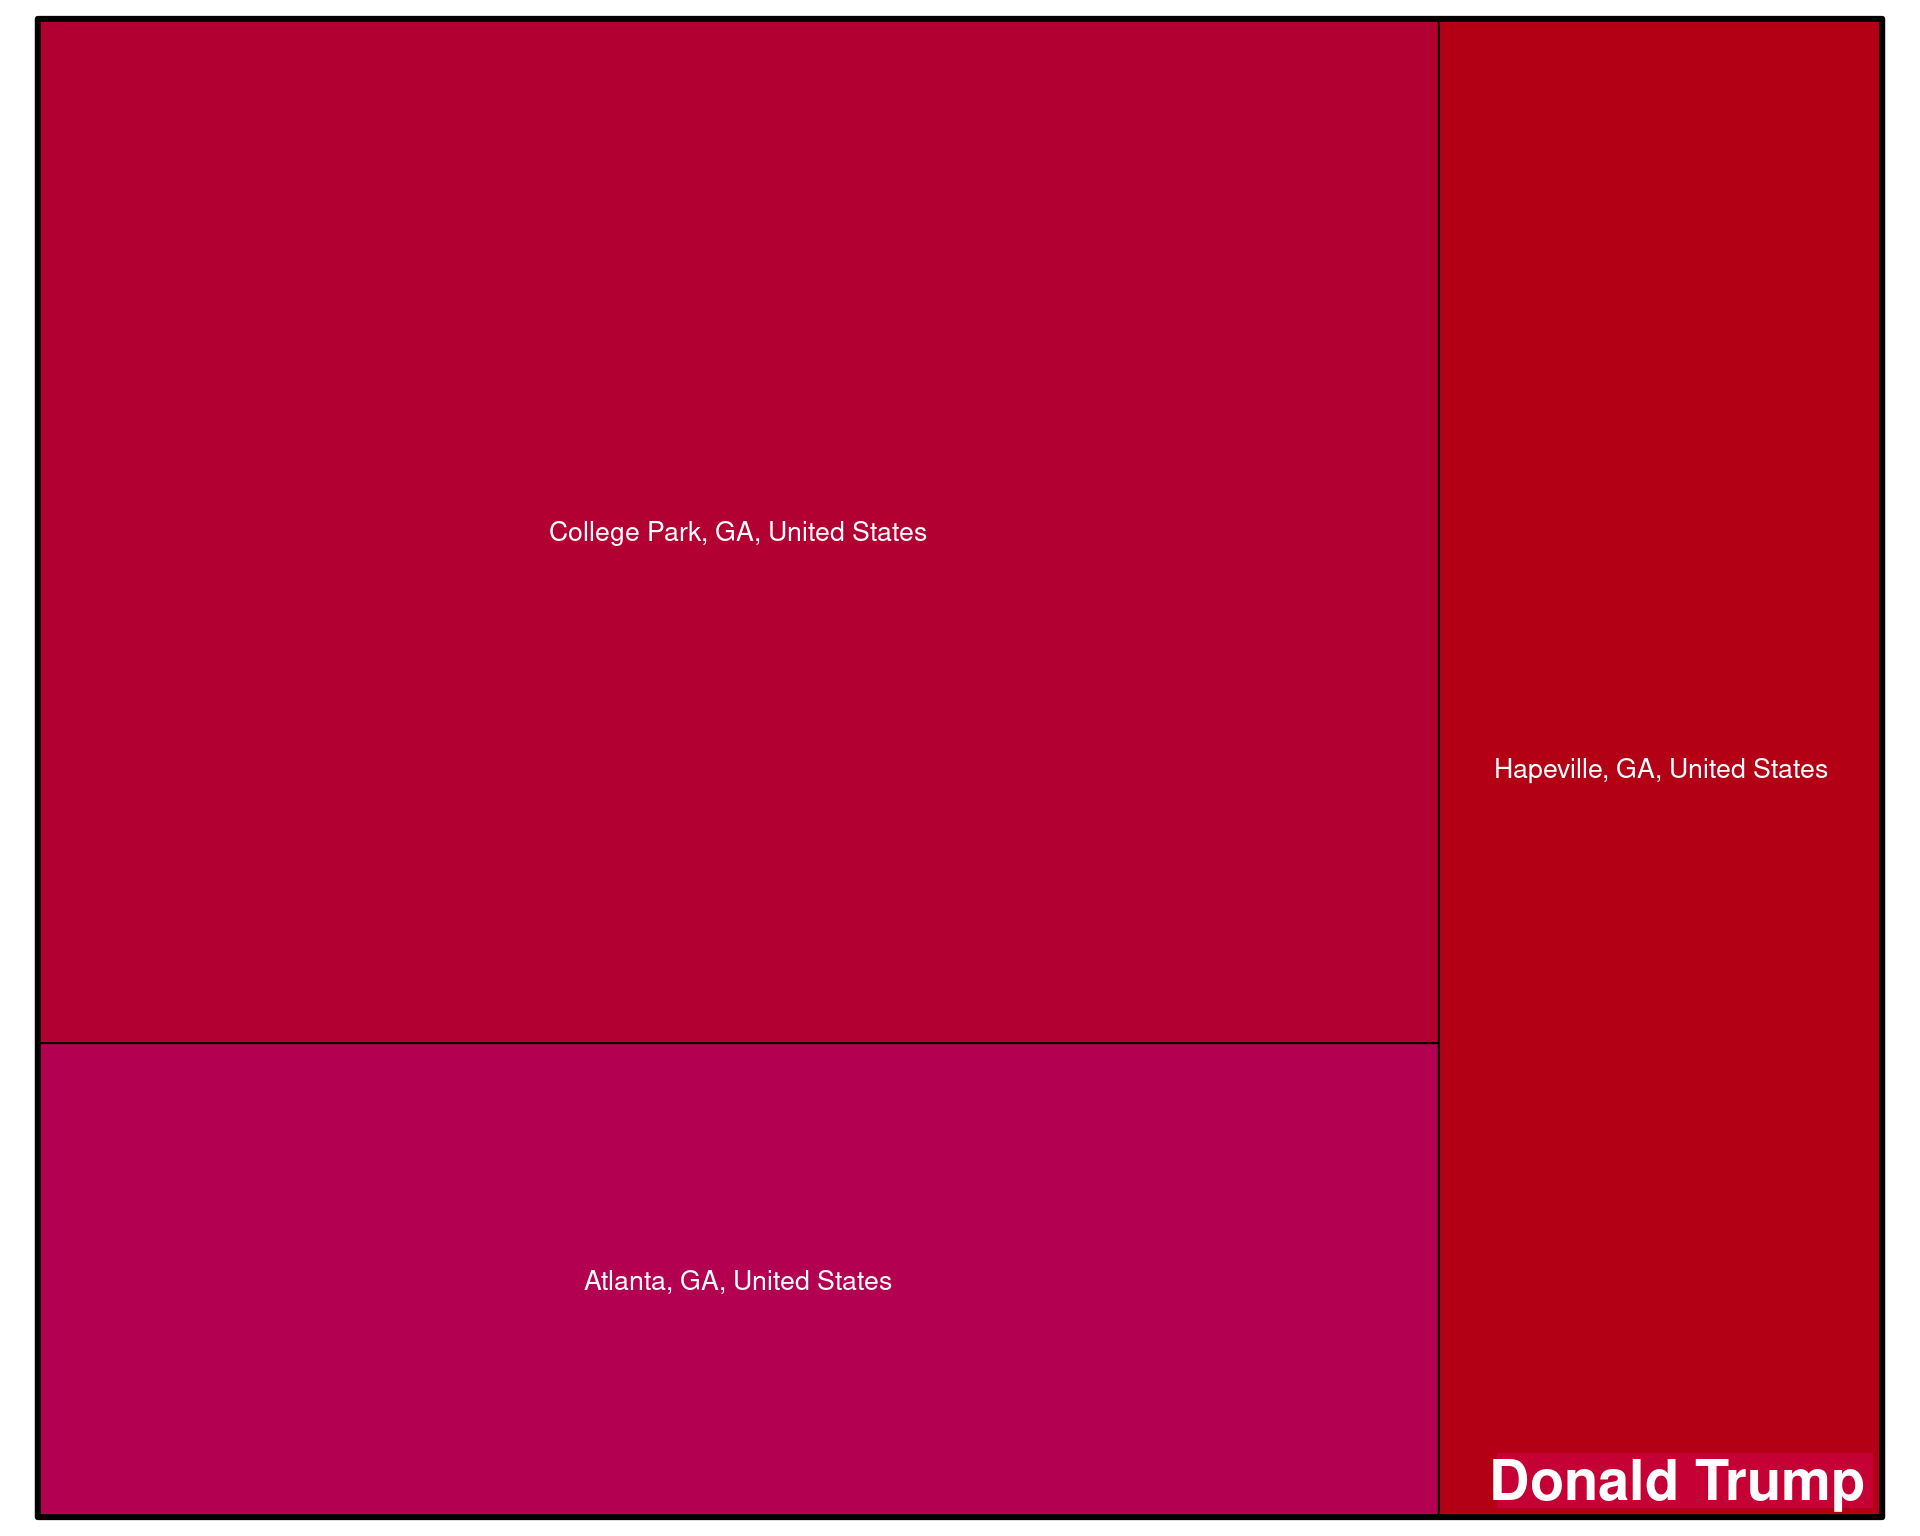 College Park, GA, United States
Hapeville, GA, United States
Atlanta, GA, United States
Donald Trump